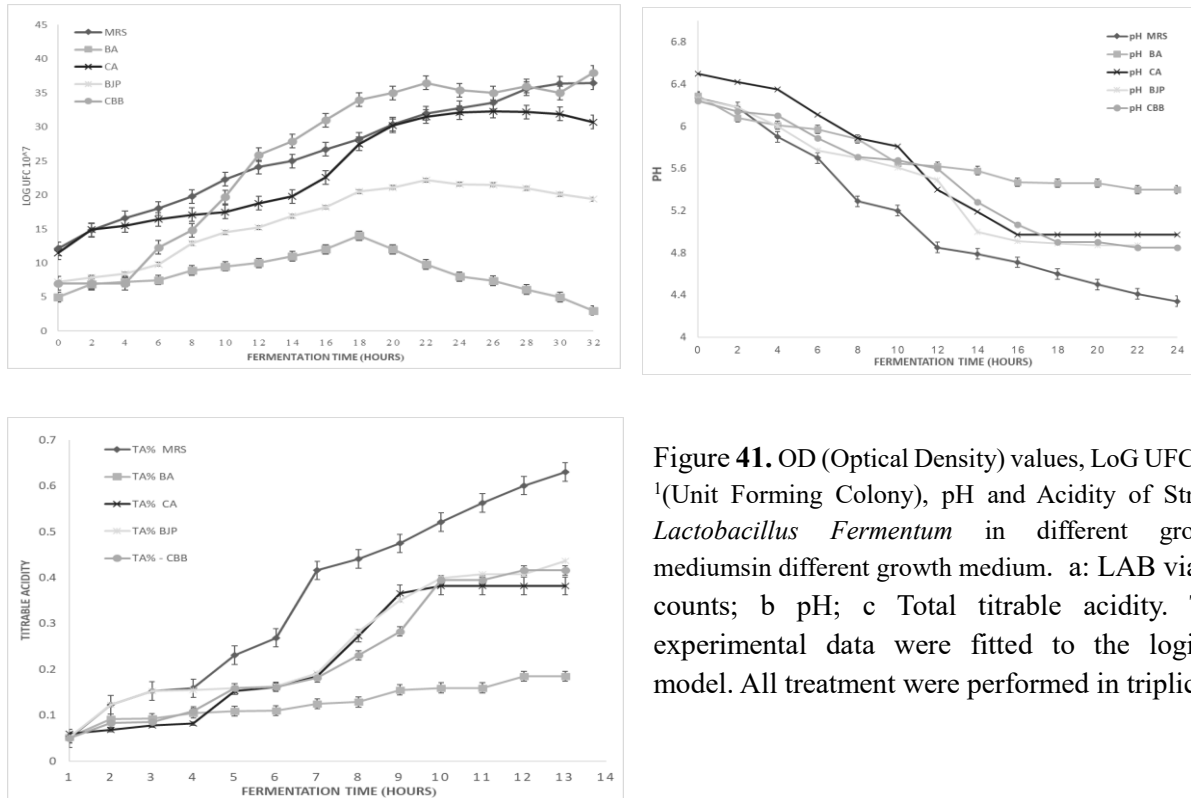 45
40
35
30
25
20
15
10
5
0
LOG UFC 10^7
MRS
BA
CA
BJP
CBB
0 2 4 6 8 10 12 14 16 18 20 22 24 26 28 30 32
FERMENTATION TIME (HOURS)
6.8
6.4
6
5.6
5.2
4.8
4.4
4
PH
pH MRS
pH BA
pH CA
pH BJP
pH CBB
0 2 4 6 8 10 12 14 16 18 20 22 24
FERMENTATION TIME (HOURS)
0.7
0.6
0.5
0.4
0.3
0.2
0.1
0
TITRABLE ACIDITY
TA% MRS
TA% BA
TA% CA
TA% BJP
TA% - CBB
1 2 3 4 5 6 7 8 9 10 11 12 13 14
FERMENTATION TIME (HOURS)
Figure 41. OD (Optical Density) values, LoG UFC
¹(Unit Forming Colony), pH and Acidity of Str
Lactobacillus Fermentum in different gro
mediumsin different growth medium. a: LAB via
counts; b pH; c Total titrable acidity.
experimental data were fitted to the logi
model. All treatment were performed in triplic